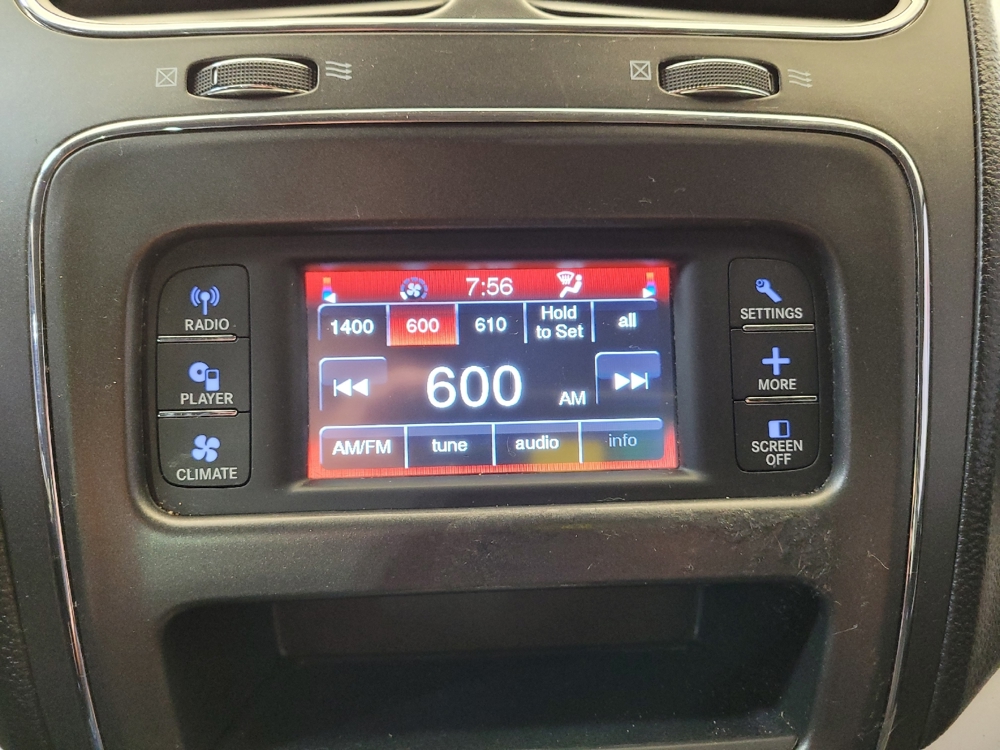 7:56
1400 600 610 Hold to Set all
600 AM
AM/FM tune audio info
RADIO
PLAYER
CLIMATE
SETTINGS
MORE
SCREEN
OFF